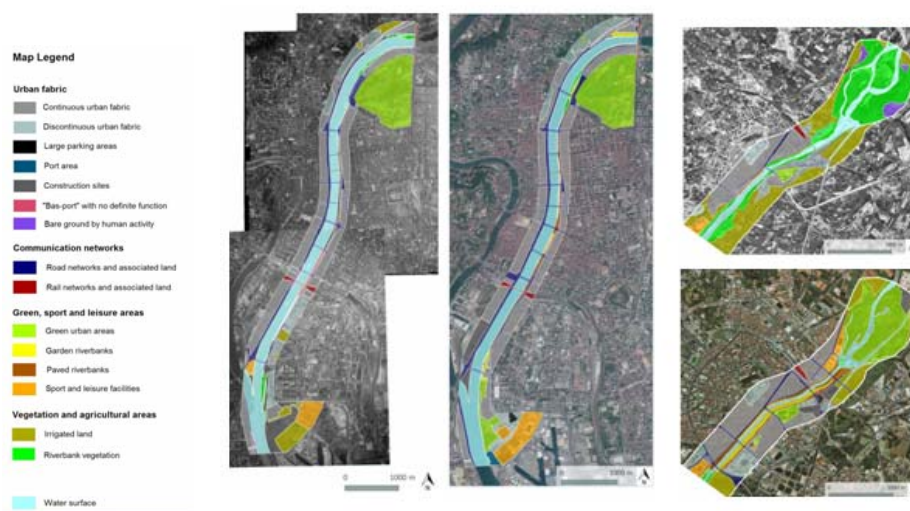 Map Legend
Urban fabric
Continuous urban fabric
Discontinuous urban fabric
Large parking areas
Port area
Construction sites
"Bas-port" with no definite function
Bare ground by human activity
Communication networks
Road networks and associated land
Rail networks and associated land
Green, sport and leisure areas
Green urban areas
Garden riverbanks
Paved riverbanks
Sport and leisure facilities
Vegetation and agricultural areas
Irrigated land
Riverbank vegetation
Water surface
0 1000 m
0 1000 m